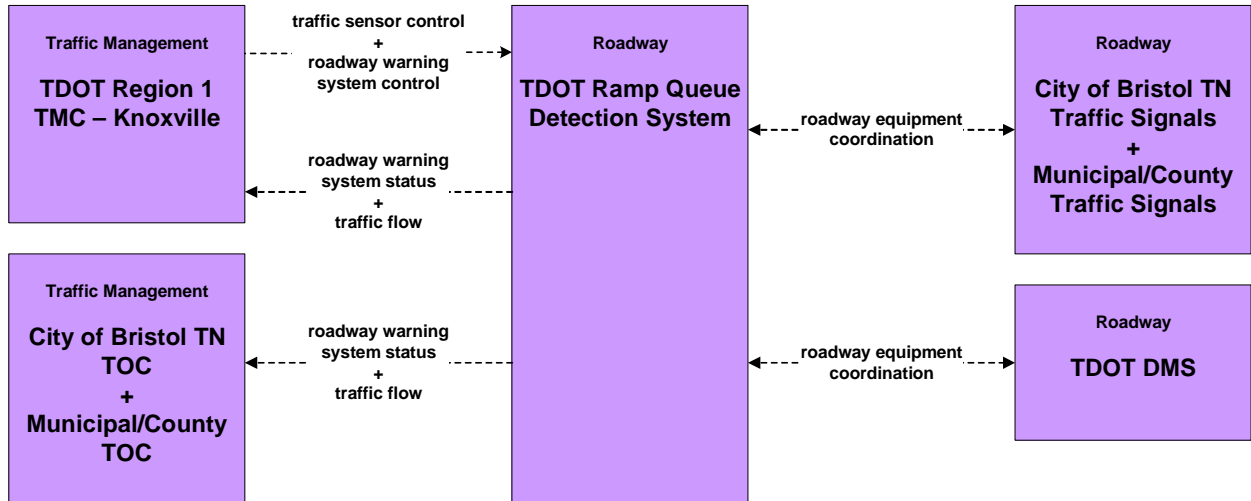 Traffic Management
TDOT Region 1
TMC – Knoxville
traffic sensor control
+
roadway warning
system control
roadway warning
system status
+
traffic flow
Traffic Management
City of Bristol TN
TOC
+
Municipal/County
TOC
roadway warning
system status
+
traffic flow
Roadway
TDOT Ramp Queue
Detection System
roadway equipment
coordination
roadway equipment
coordination
Roadway
City of Bristol TN
Traffic Signals
+
Municipal/County
Traffic Signals
Roadway
TDOT DMS